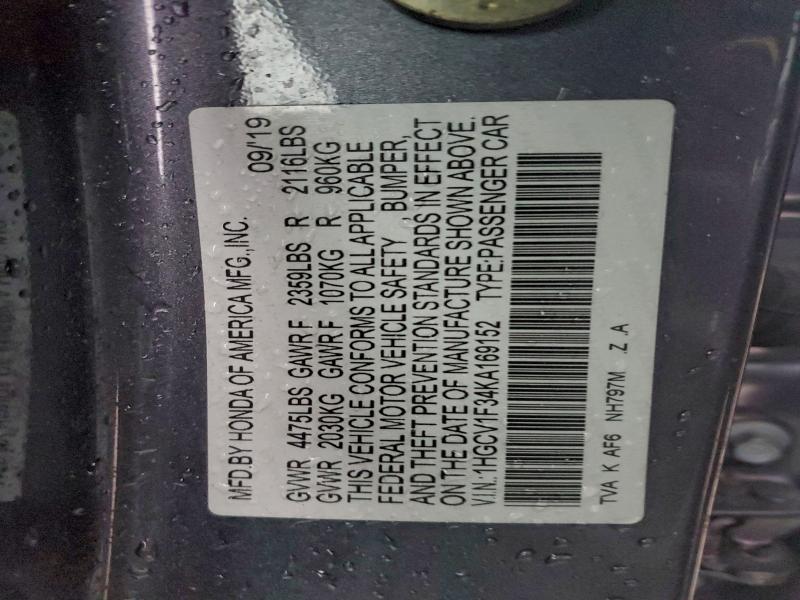 MFD.BY HONDA OF AMERICA MFG.,INC. 09/'19
GVWR 4475LBS GAWR F 2359LBS R 2116LBS
GVWR 2030KG GAWR F 1070KG R 960KG
THIS VEHICLE CONFORMS TO ALL APPLICABLE
FEDERAL MOTOR VEHICLE SAFETY , BUMPER,
AND THEFT PREVENTION STANDARDS IN EFFECT
ON THE DATE OF MANUFACTURE SHOWN ABOVE.
V.I.N.: 1HGCV1F34KA169152 TYPE:PASSENGER CAR
TVA K AF6 NH797M .Z .A